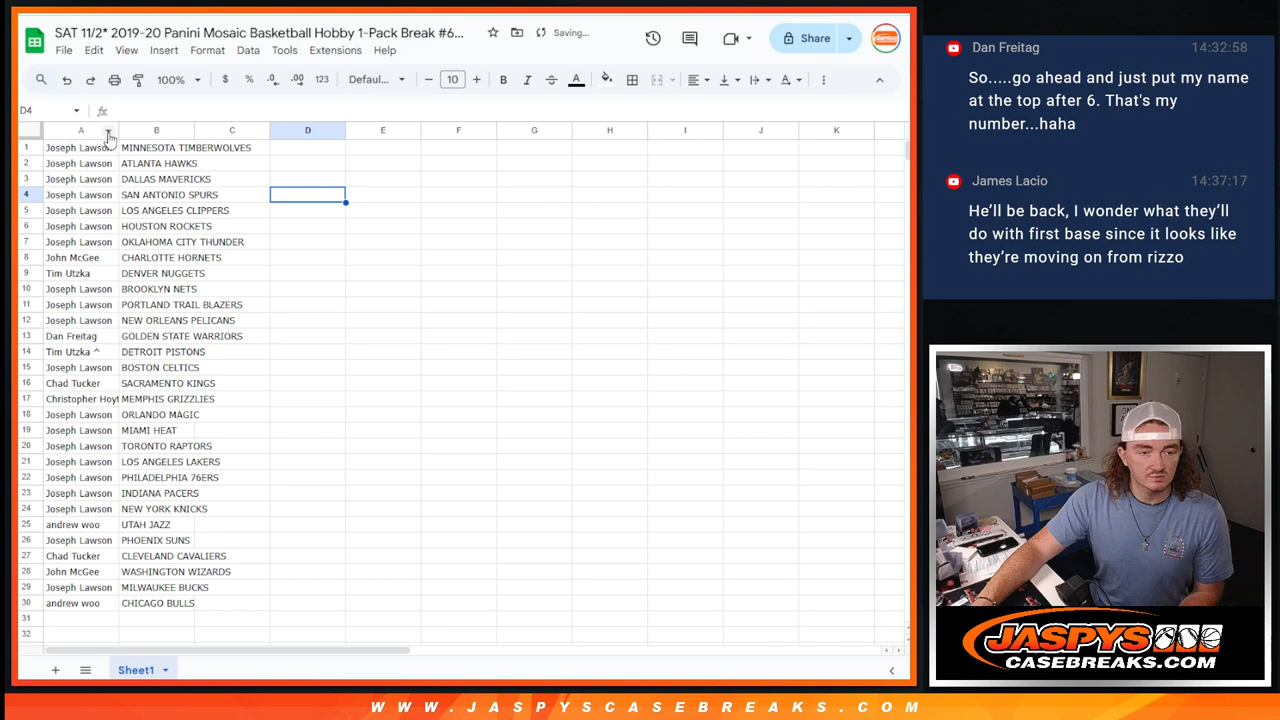 SAT 11/2* 2019-20 Panini Mosaic Basketball Hobby 1-Pack Break #6...
Saving...
File Edit View Insert Format Data Tools Extensions Help
Share
100% $ % .0 .00 123 Defaul... 10 B I A
D4 fx
A B C D E F G H I J K
1 Joseph Lawson MINNESOTA TIMBERWOLVES
2 Joseph Lawson ATLANTA HAWKS
3 Joseph Lawson DALLAS MAVERICKS
4 Joseph Lawson SAN ANTONIO SPURS
5 Joseph Lawson LOS ANGELES CLIPPERS
6 Joseph Lawson HOUSTON ROCKETS
7 Joseph Lawson OKLAHOMA CITY THUNDER
8 John McGee CHARLOTTE HORNETS
9 Tim Utzka DENVER NUGGETS
10 Joseph Lawson BROOKLYN NETS
11 Joseph Lawson PORTLAND TRAIL BLAZERS
12 Joseph Lawson NEW ORLEANS PELICANS
13 Dan Freitag GOLDEN STATE WARRIORS
14 Tim Utzka ^ DETROIT PISTONS
15 Joseph Lawson BOSTON CELTICS
16 Chad Tucker SACRAMENTO KINGS
17 Christopher Hoyt MEMPHIS GRIZZLIES
18 Joseph Lawson ORLANDO MAGIC
19 Joseph Lawson MIAMI HEAT
20 Joseph Lawson TORONTO RAPTORS
21 Joseph Lawson LOS ANGELES LAKERS
22 Joseph Lawson PHILADELPHIA 76ERS
23 Joseph Lawson INDIANA PACERS
24 Joseph Lawson NEW YORK KNICKS
25 andrew woo UTAH JAZZ
26 Joseph Lawson PHOENIX SUNS
27 Chad Tucker CLEVELAND CAVALIERS
28 John McGee WASHINGTON WIZARDS
29 Joseph Lawson MILWAUKEE BUCKS
30 andrew woo CHICAGO BULLS
31
32
Sheet1
Dan Freitag 14:32:58
So.....go ahead and just put my name
at the top after 6. That's my
number...haha
James Lacio 14:37:17
He'll be back, I wonder what they'll
do with first base since it looks like
they're moving on from rizzo
JASPYS
CASEBREAKS.COM
WWW.JASPYSCASEBREAKS.COM